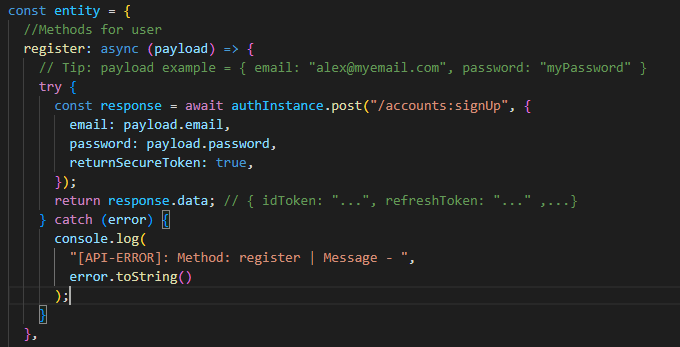 const entity = {
//Methods for user
register: async (payload) => {
// Tip: payload example = { email: "alex@myemail.com", password: "myPassword" }
try {
const response = await authInstance.post("/accounts:signUp", {
email: payload.email,
password: payload.password,
returnSecureToken: true,
});
return response.data; // { idToken: "...", refreshToken: "..." ,...}
} catch (error) {
console.log(
"[API-ERROR]: Method: register | Message - ",
error.toString()
);
}
},